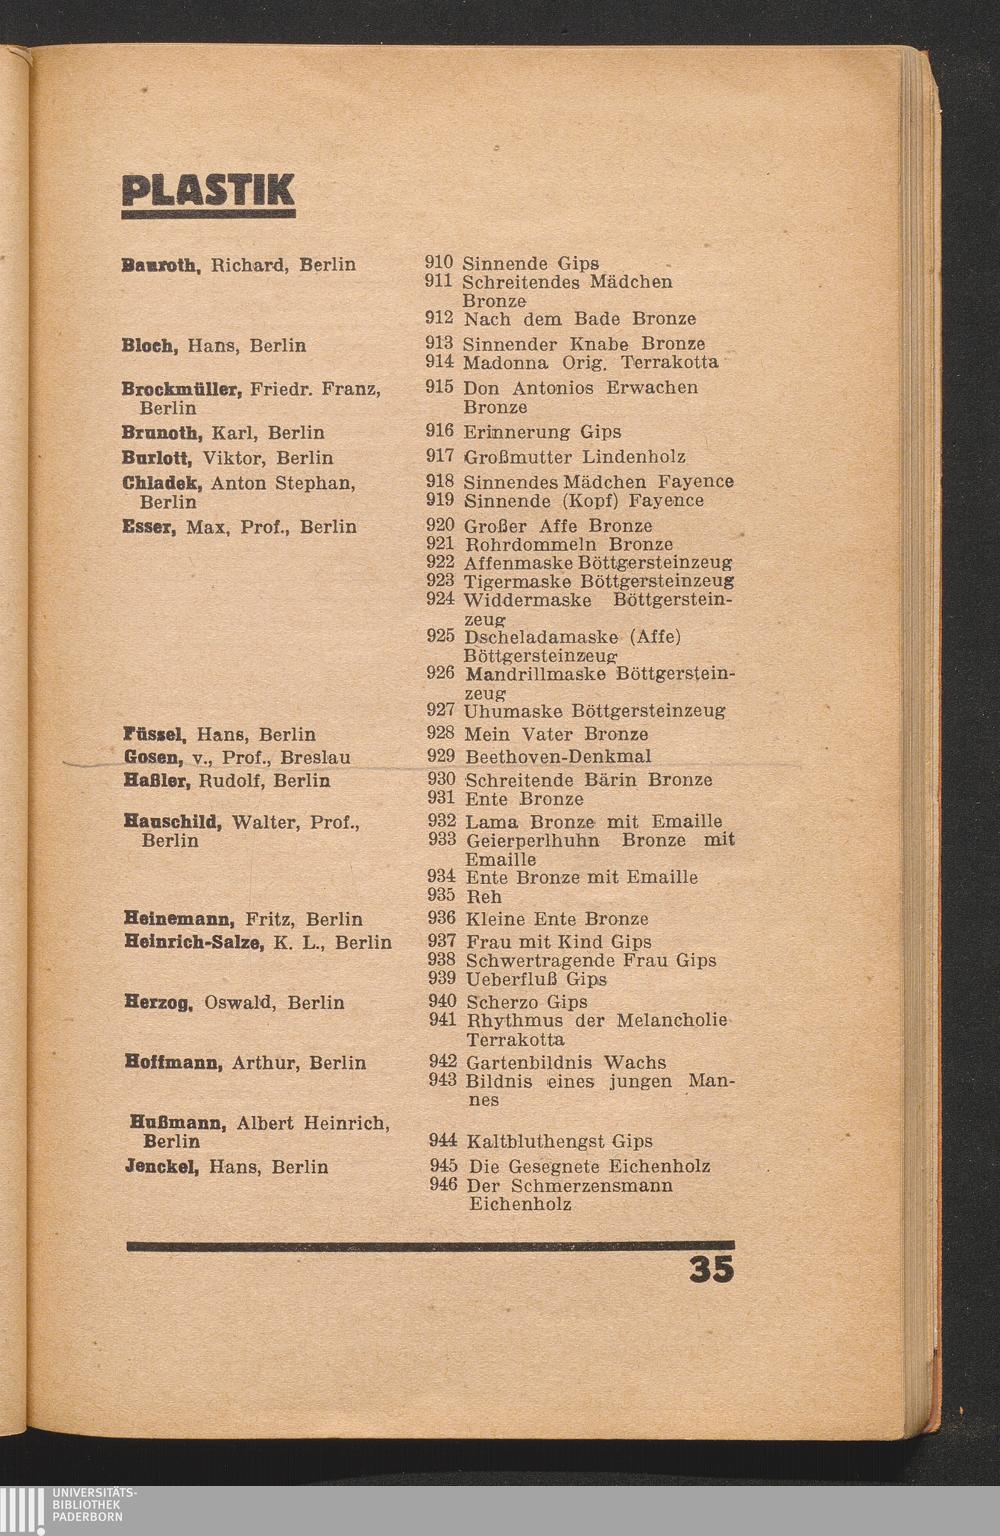 PLASTIK
Bauroth, Richard, Berlin 910 Sinnende Gips
911 Schreitendes Mädchen
Bronze
912 Nach dem Bade Bronze
Bloch, Hans, Berlin 913 Sinnender Knabe Bronze
914 Madonna Orig. Terrakotta
Brockmüller, Friedr. Franz, 915 Don Antonios Erwachen
Berlin Bronze
Brunoth, Karl, Berlin 916 Erinnerung Gips
Burlott, Viktor, Berlin 917 Großmutter Lindenholz
Chladek, Anton Stephan, 918 Sinnendes Mädchen Fayence
Berlin 919 Sinnende (Kopf) Fayence
Esser, Max, Prof., Berlin 920 Großer Affe Bronze
921 Rohrdommeln Bronze
922 Affenmaske Böttgersteinzeug
923 Tigermaske Böttgersteinzeug
924 Widdermaske Böttgerstein-
zeug
925 Dscheladamaske (Affe)
Böttgersteinzeug
926 Mandrillmaske Böttgerstein-
zeug
927 Uhumaske Böttgersteinzeug
Füssel, Hans, Berlin 928 Mein Vater Bronze
Gosen, v., Prof., Breslau 929 Beethoven-Denkmal
Haßler, Rudolf, Berlin 930 Schreitende Bärin Bronze
931 Ente Bronze
Hauschild, Walter, Prof., 932 Lama Bronze mit Emaille
Berlin 933 Geierperlhuhn Bronze mit
Emaille
934 Ente Bronze mit Emaille
935 Reh
Heinemann, Fritz, Berlin 936 Kleine Ente Bronze
Heinrich-Salze, K. L., Berlin 937 Frau mit Kind Gips
938 Schwertragende Frau Gips
939 Ueberfluß Gips
Herzog, Oswald, Berlin 940 Scherzo Gips
941 Rhythmus der Melancholie
Terrakotta
Hoffmann, Arthur, Berlin 942 Gartenbildnis Wachs
943 Bildnis eines jungen Man-
nes
Hußmann, Albert Heinrich,
Berlin 944 Kaltbluthengst Gips
Jenckel, Hans, Berlin 945 Die Gesegnete Eichenholz
946 Der Schmerzensmann
Eichenholz
35
UNIVERSITÄTS-
BIBLIOTHEK
PADERBORN